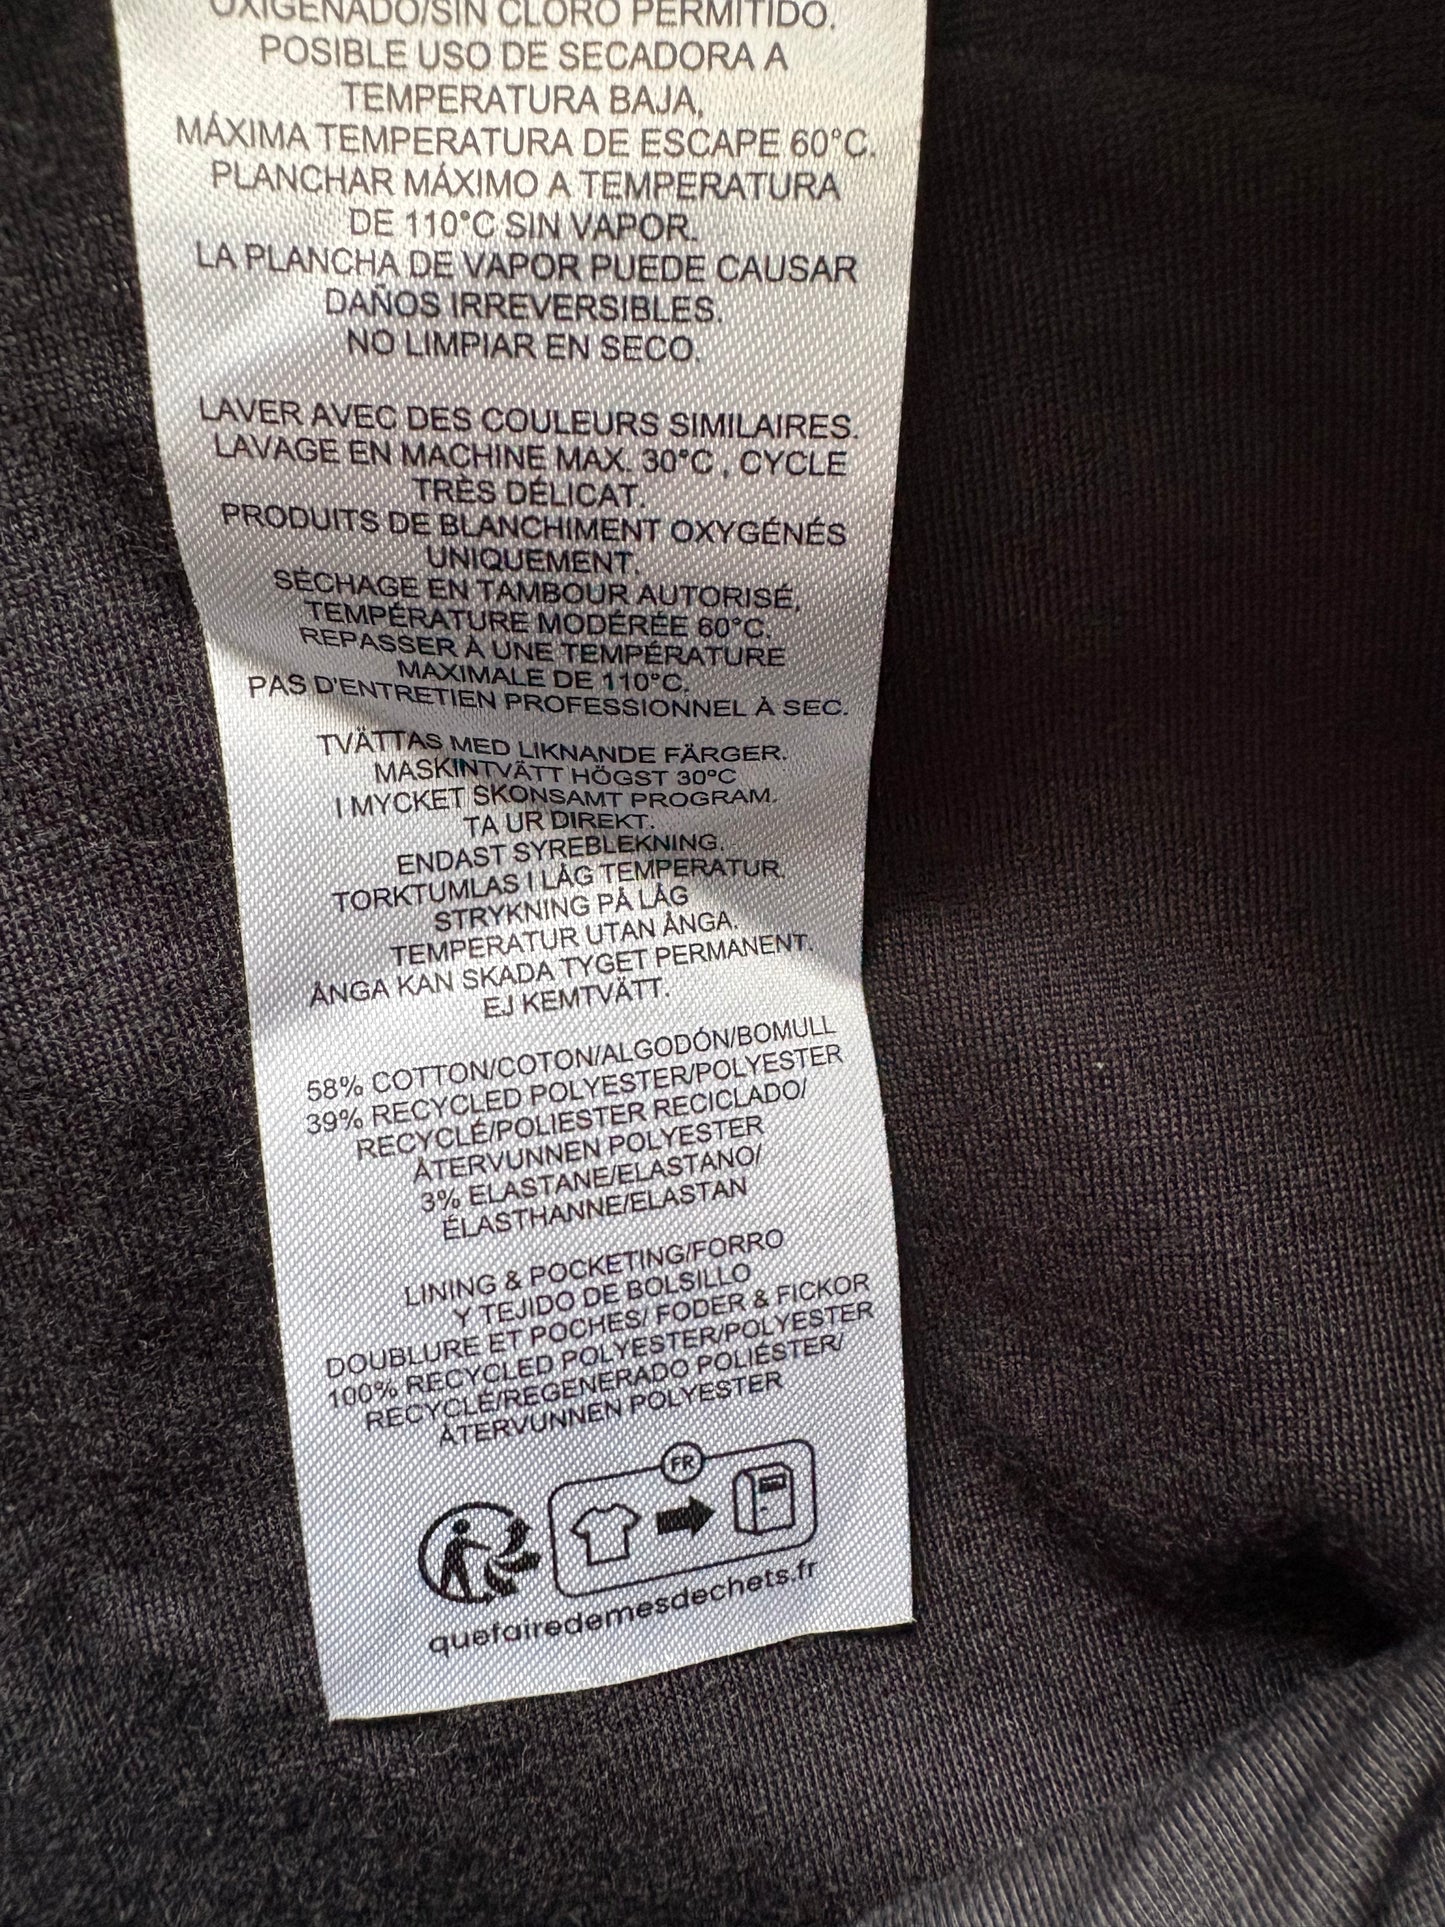 OXIGENADO/SIN CLORO PERMITIDO.
POSIBLE USO DE SECADORA A
TEMPERATURA BAJA,
MÁXIMA TEMPERATURA DE ESCAPE 60°C.
PLANCHAR MÁXIMO A TEMPERATURA
DE 110°C SIN VAPOR.
LA PLANCHA DE VAPOR PUEDE CAUSAR
DAÑOS IRREVERSIBLES.
NO LIMPIAR EN SECO.
LAVER AVEC DES COULEURS SIMILAIRES.
LAVAGE EN MACHINE MAX. 30°C , CYCLE
TRÈS DÉLICAT.
PRODUITS DE BLANCHIMENT OXYGÉNÉS
UNIQUEMENT.
SÉCHAGE EN TAMBOUR AUTORISÉ,
TEMPÉRATURE MODÉRÉE 60°C.
REPASSER À UNE TEMPÉRATURE
MAXIMALE DE 110°C.
PAS D'ENTRETIEN PROFESSIONNEL À SEC.
TVÄTTAS MED LIKNANDE FÄRGER.
MASKINTVÄTT HÖGST 30°C
I MYCKET SKONSAMT PROGRAM.
TA UR DIREKT.
ENDAST SYREBLEKNING.
TORKTUMLAS I LÅG TEMPERATUR.
STRYKNING PÅ LÅG
TEMPERATUR UTAN ÅNGA.
ÅNGA KAN SKADA TYGET PERMANENT.
EJ KEMTVÄTT.
58% COTTON/COTON/ALGODÓN/BOMULL
39% RECYCLED POLYESTER/POLYESTER
RECYCLÉ/POLIESTER RECICLADO/
ÅTERVUNNEN POLYESTER
3% ELASTANE/ELASTANO/
ÉLASTHANNE/ELASTAN
LINING & POCKETING/FORRO
Y TEJIDO DE BOLSILLO
DOUBLURE ET POCHES/ FODER & FICKOR
100% RECYCLED POLYESTER/POLYESTER
RECYCLÉ/REGENERADO POLIÉSTER/
ÅTERVUNNEN POLYESTER
FR
quefairedemesdechets.fr